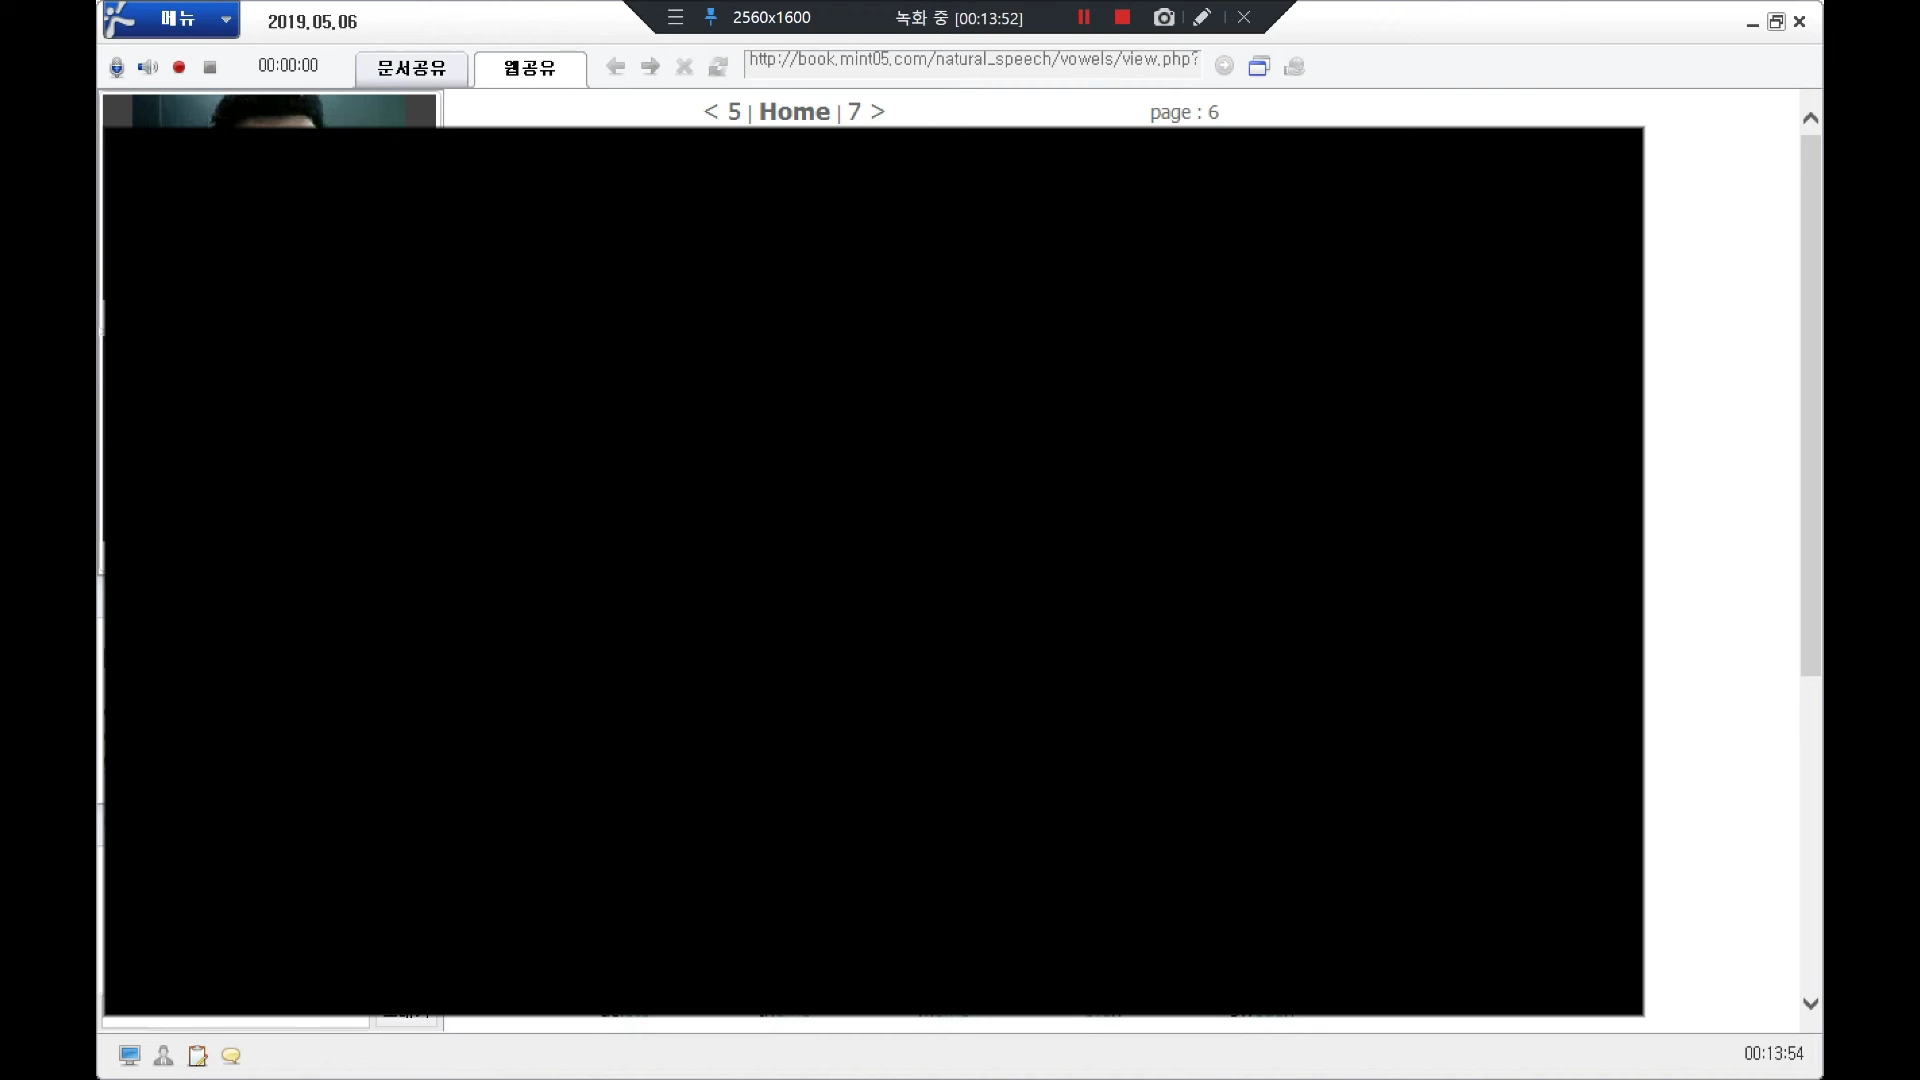 메뉴
2019.05.06
2560x1600
녹화 중 [00:13:52]
00:00:00
문서공유
웹공유
http://book.mint05.com/natural_speech/vowels/view.php?
< 5 | Home | 7 >
page : 6
00:13:54